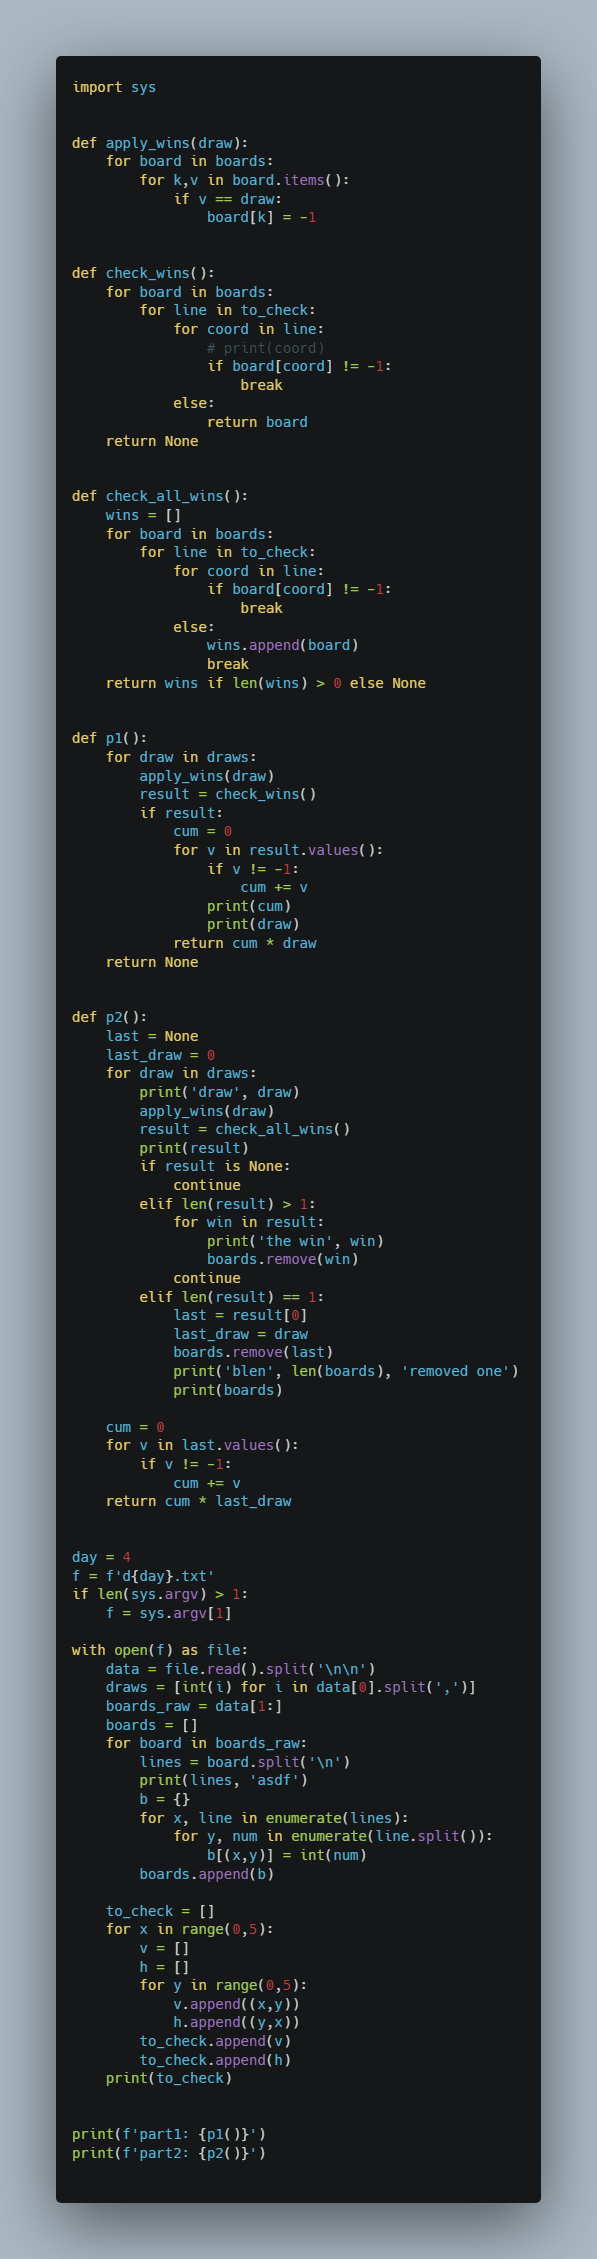 import sys


def apply_wins(draw):
    for board in boards:
        for k,v in board.items():
            if v == draw:
                board[k] = -1


def check_wins():
    for board in boards:
        for line in to_check:
            for coord in line:
                # print(coord)
                if board[coord] != -1:
                    break
            else:
                return board
    return None


def check_all_wins():
    wins = []
    for board in boards:
        for line in to_check:
            for coord in line:
                if board[coord] != -1:
                    break
            else:
                wins.append(board)
                break
    return wins if len(wins) > 0 else None


def p1():
    for draw in draws:
        apply_wins(draw)
        result = check_wins()
        if result:
            cum = 0
            for v in result.values():
                if v != -1:
                    cum += v
                print(cum)
                print(draw)
            return cum * draw
    return None


def p2():
    last = None
    last_draw = 0
    for draw in draws:
        print('draw', draw)
        apply_wins(draw)
        result = check_all_wins()
        print(result)
        if result is None:
            continue
        elif len(result) > 1:
            for win in result:
                print('the win', win)
                boards.remove(win)
            continue
        elif len(result) == 1:
            last = result[0]
            last_draw = draw
            boards.remove(last)
            print('blen', len(boards), 'removed one')
            print(boards)

    cum = 0
    for v in last.values():
        if v != -1:
            cum += v
    return cum * last_draw


day = 4
f = f'd{day}.txt'
if len(sys.argv) > 1:
    f = sys.argv[1]

with open(f) as file:
    data = file.read().split('\n\n')
    draws = [int(i) for i in data[0].split(',')]
    boards_raw = data[1:]
    boards = []
    for board in boards_raw:
        lines = board.split('\n')
        print(lines, 'asdf')
        b = {}
        for x, line in enumerate(lines):
            for y, num in enumerate(line.split()):
                b[(x,y)] = int(num)
        boards.append(b)

    to_check = []
    for x in range(0,5):
        v = []
        h = []
        for y in range(0,5):
            v.append((x,y))
            h.append((y,x))
        to_check.append(v)
        to_check.append(h)
    print(to_check)


print(f'part1: {p1()}')
print(f'part2: {p2()}')